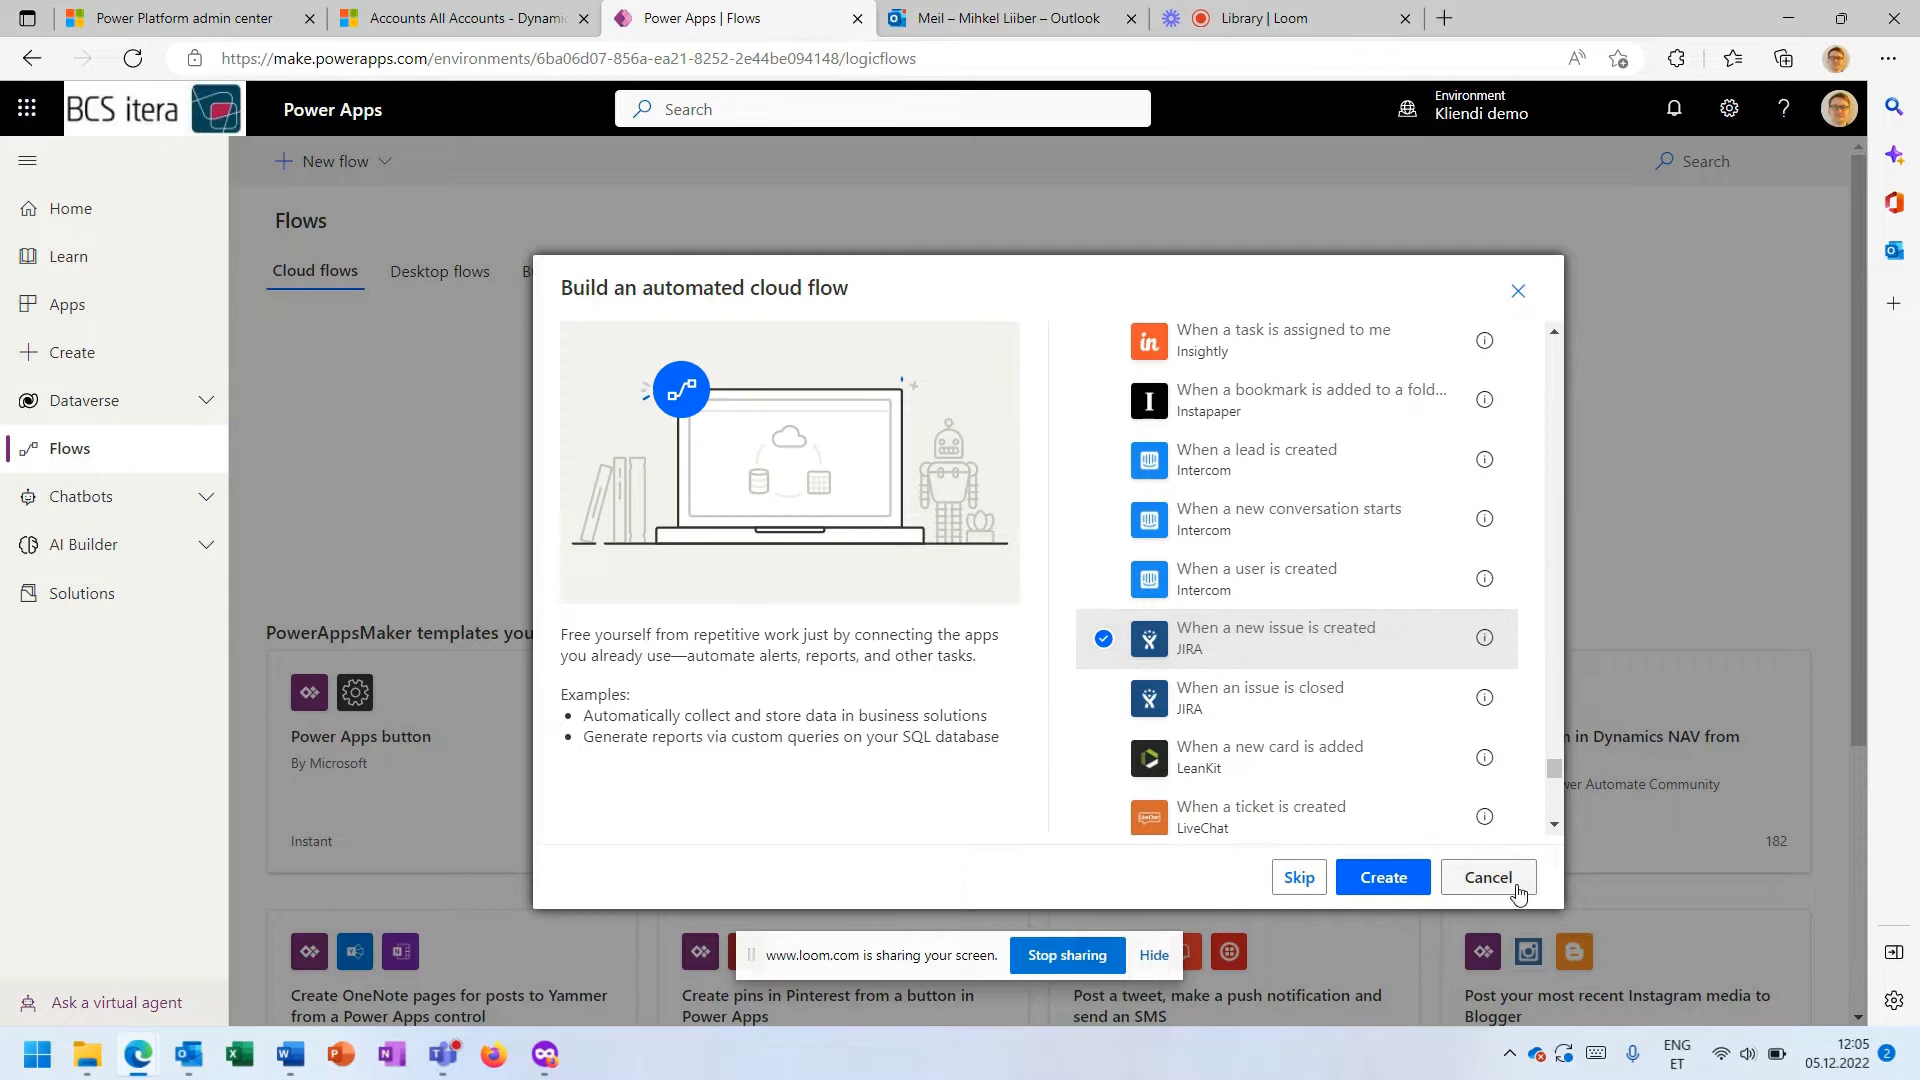 Power Platform admin center
Accounts All Accounts - Dynamic
Power Apps | Flows
Meil – Mihkel Liiber – Outlook
Library | Loom
https://make.powerapps.com/environments/6ba06d07-856a-ea21-8252-2e44be094148/logicflows
BCS itera
Power Apps
Search
Environment
Kliendi demo
New flow
Search
Home
Learn
Apps
Create
Dataverse
Flows
Chatbots
AI Builder
Solutions
Ask a virtual agent
Flows
Cloud flows
Desktop flows
Build an automated cloud flow
Free yourself from repetitive work just by connecting the apps
you already use—automate alerts, reports, and other tasks.
Examples:
• Automatically collect and store data in business solutions
• Generate reports via custom queries on your SQL database
When a task is assigned to me
Insightly
When a bookmark is added to a fold...
Instapaper
When a lead is created
Intercom
When a new conversation starts
Intercom
When a user is created
Intercom
When a new issue is created
JIRA
When an issue is closed
JIRA
When a new card is added
LeanKit
When a ticket is created
LiveChat
Skip
Create
Cancel
PowerAppsMaker templates you
Power Apps button
By Microsoft
Instant
in Dynamics NAV from
Automate Community
182
www.loom.com is sharing your screen.
Stop sharing
Hide
Create OneNote pages for posts to Yammer
from a Power Apps control
Create pins in Pinterest from a button in
Power Apps
Post a tweet, make a push notification and
send an SMS
Post your most recent Instagram media to
Blogger
ENG
ET
12:05
05.12.2022
2